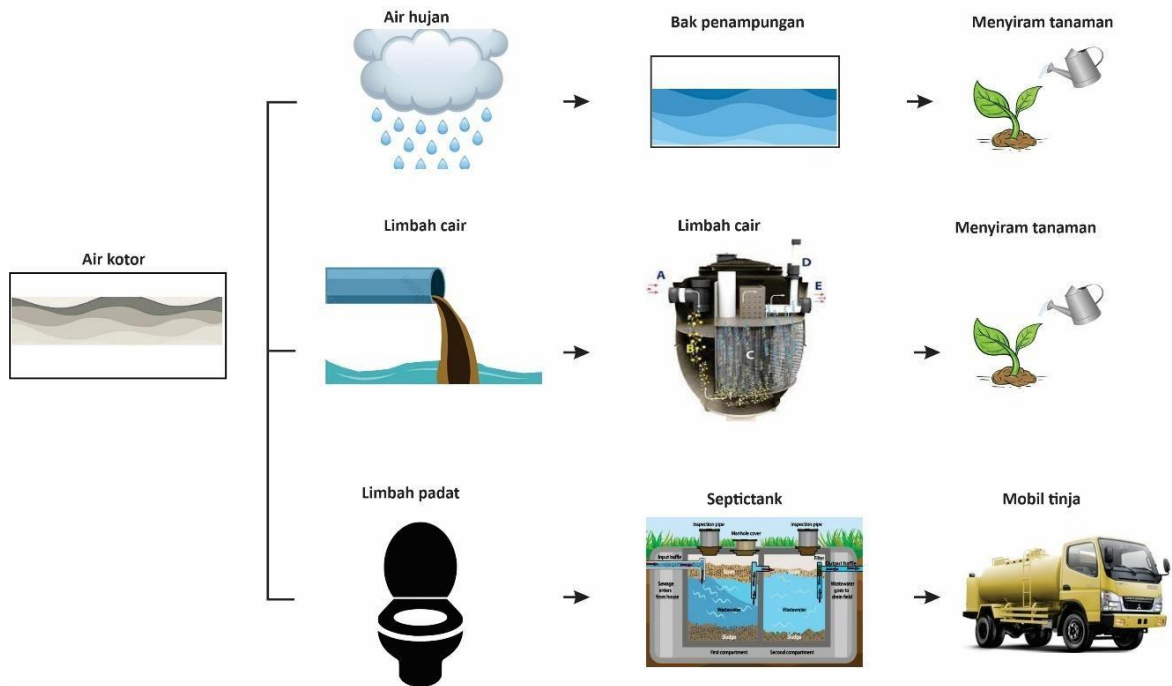 Air hujan
Bak penampungan
Menyiram tanaman
Air kotor
Limbah cair
Limbah cair
Menyiram tanaman
A
B
C
D
E
Limbah padat
Septictank
Mobil tinja
Inspection pipe
Manhole cover
Inspection pipe
Input baffle
Filter
Output baffle
Sewage
enters
from house
Wastewater
Wastewater
Wastewater
goes to
drain field
Sludge
Sludge
First compartment
Second compartment